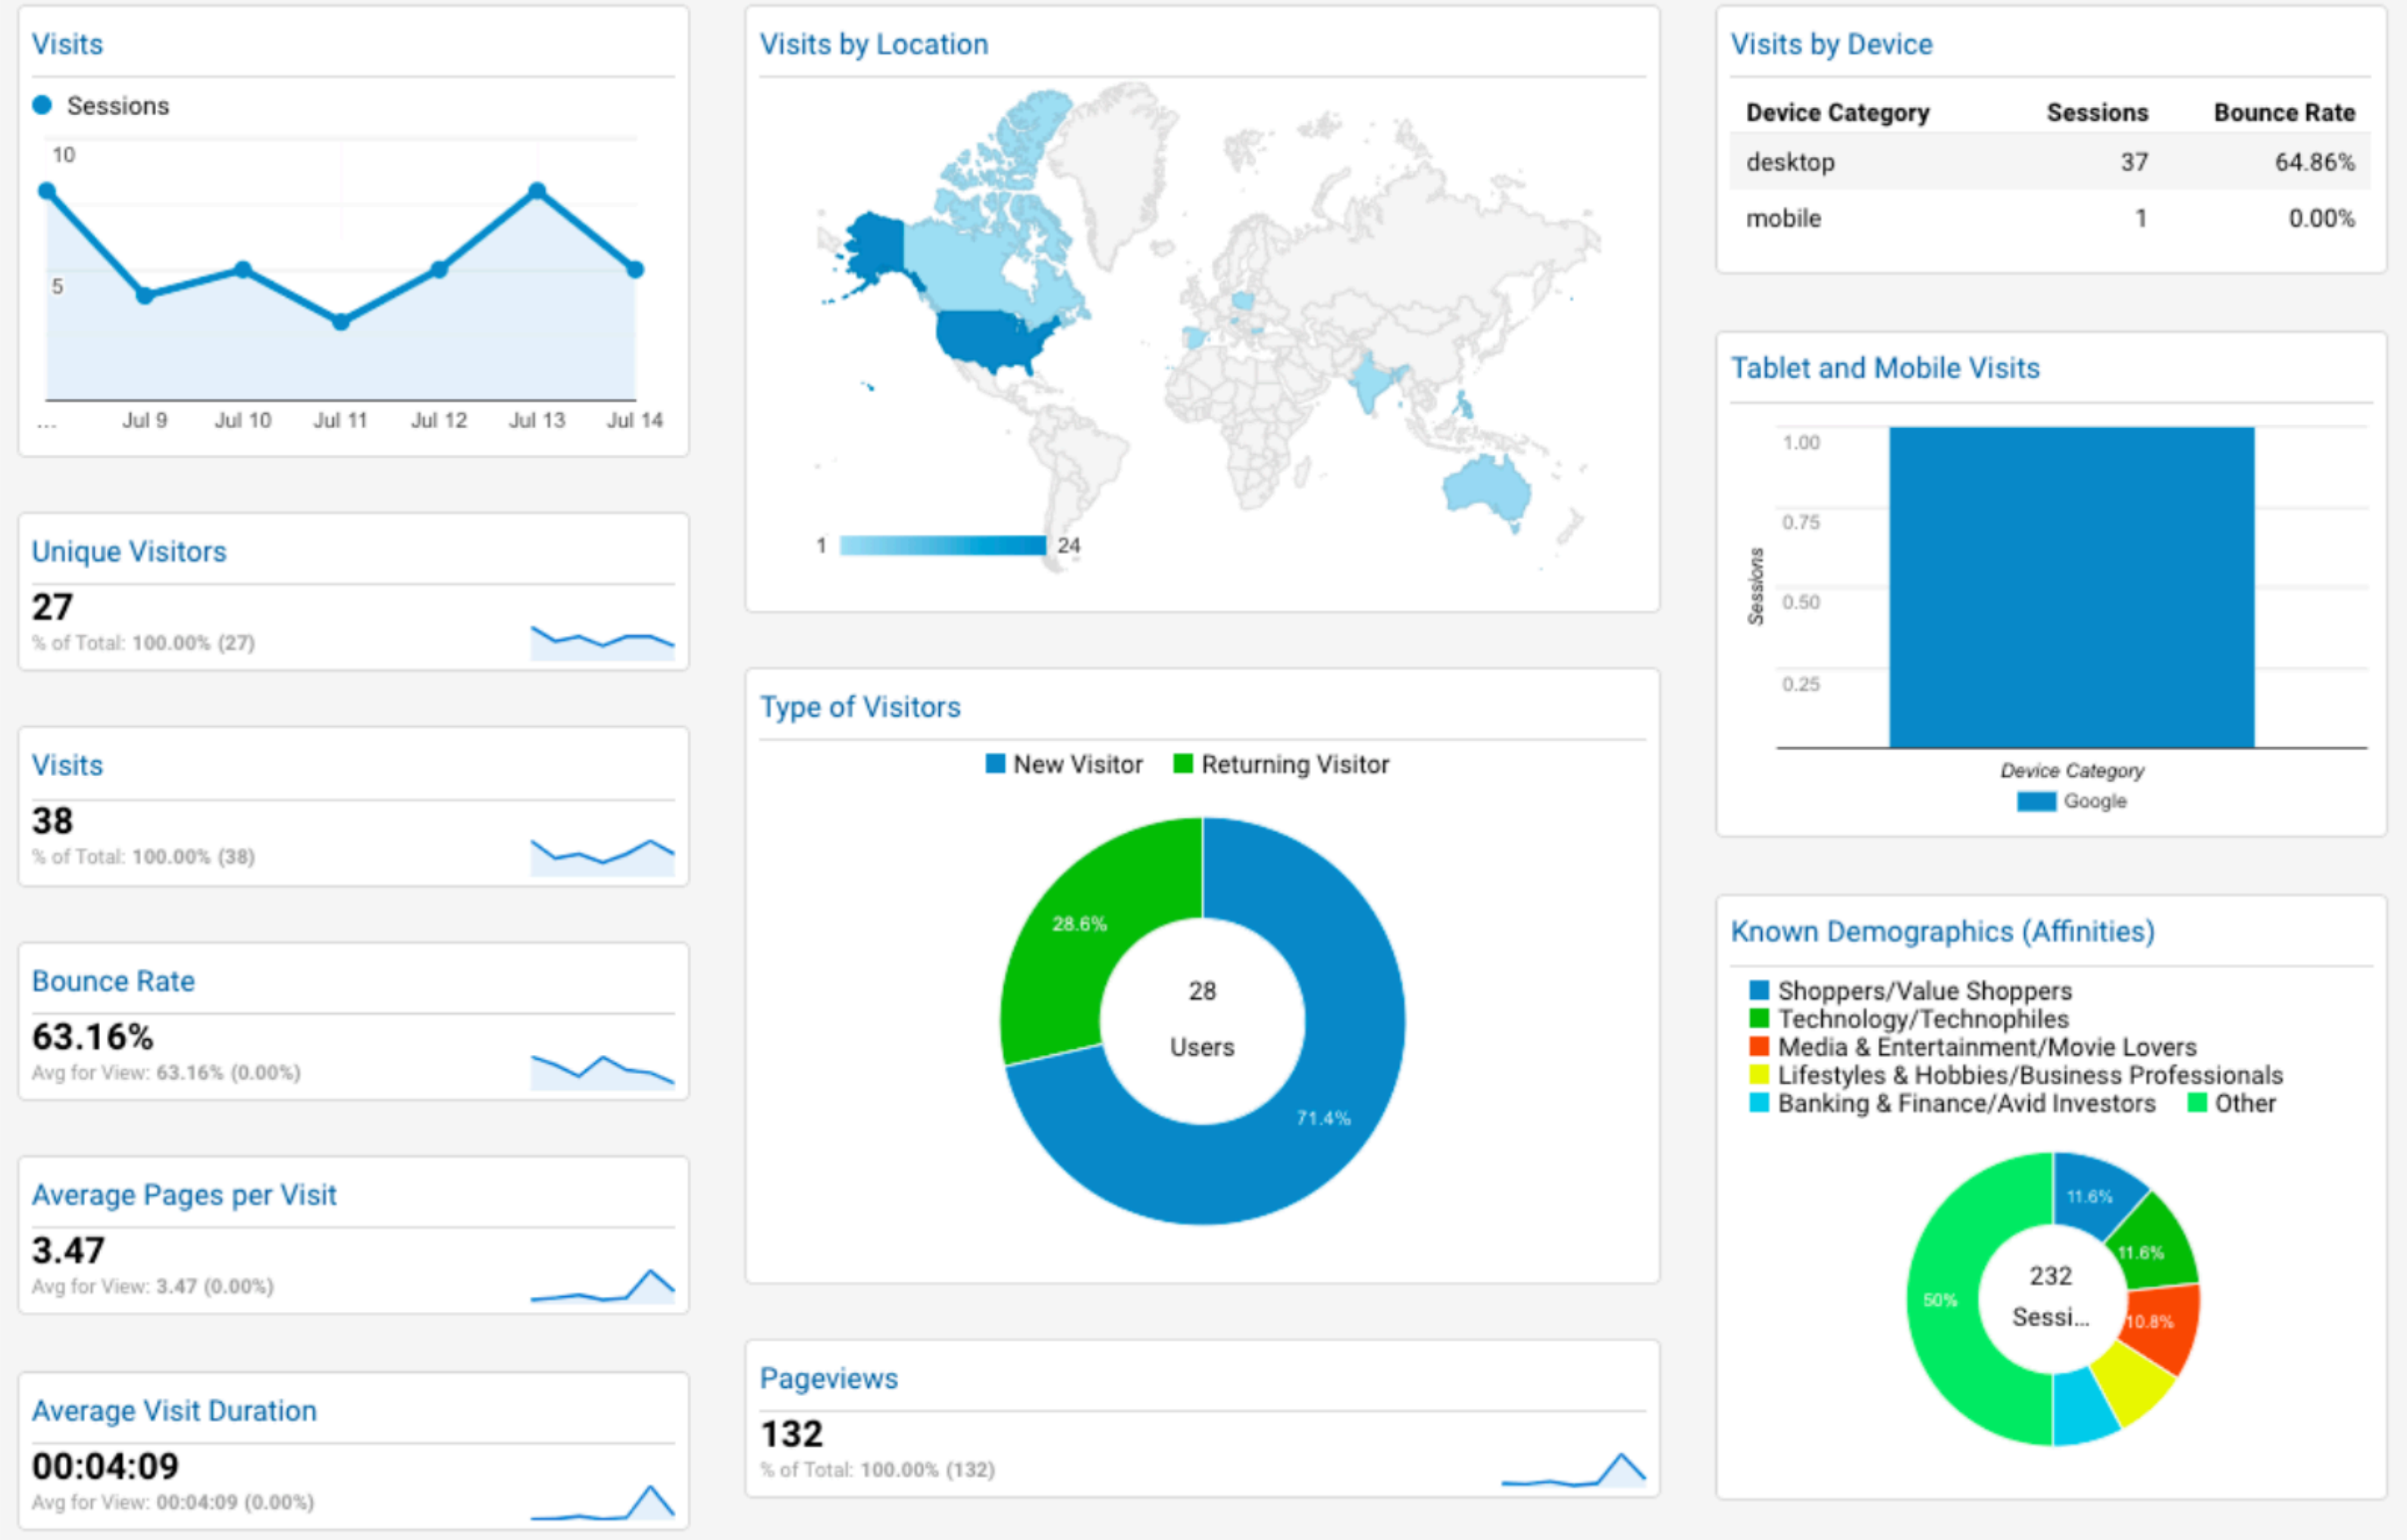 Visits
Sessions
10
5
... Jul 9 Jul 10 Jul 11 Jul 12 Jul 13 Jul 14
Unique Visitors
27
% of Total: 100.00% (27)
Visits
38
% of Total: 100.00% (38)
Bounce Rate
63.16%
Avg for View: 63.16% (0.00%)
Average Pages per Visit
3.47
Avg for View: 3.47 (0.00%)
Average Visit Duration
00:04:09
Avg for View: 00:04:09 (0.00%)
Visits by Location
1 24
Type of Visitors
New Visitor Returning Visitor
28.6%
28
Users
71.4%
Pageviews
132
% of Total: 100.00% (132)
Visits by Device
Device Category Sessions Bounce Rate
desktop 37 64.86%
mobile 1 0.00%
Tablet and Mobile Visits
1.00
0.75
0.50
0.25
Sessions
Device Category
Google
Known Demographics (Affinities)
Shoppers/Value Shoppers
Technology/Technophiles
Media & Entertainment/Movie Lovers
Lifestyles & Hobbies/Business Professionals
Banking & Finance/Avid Investors Other
11.6%
11.6%
232
Sessi...
50%
10.8%